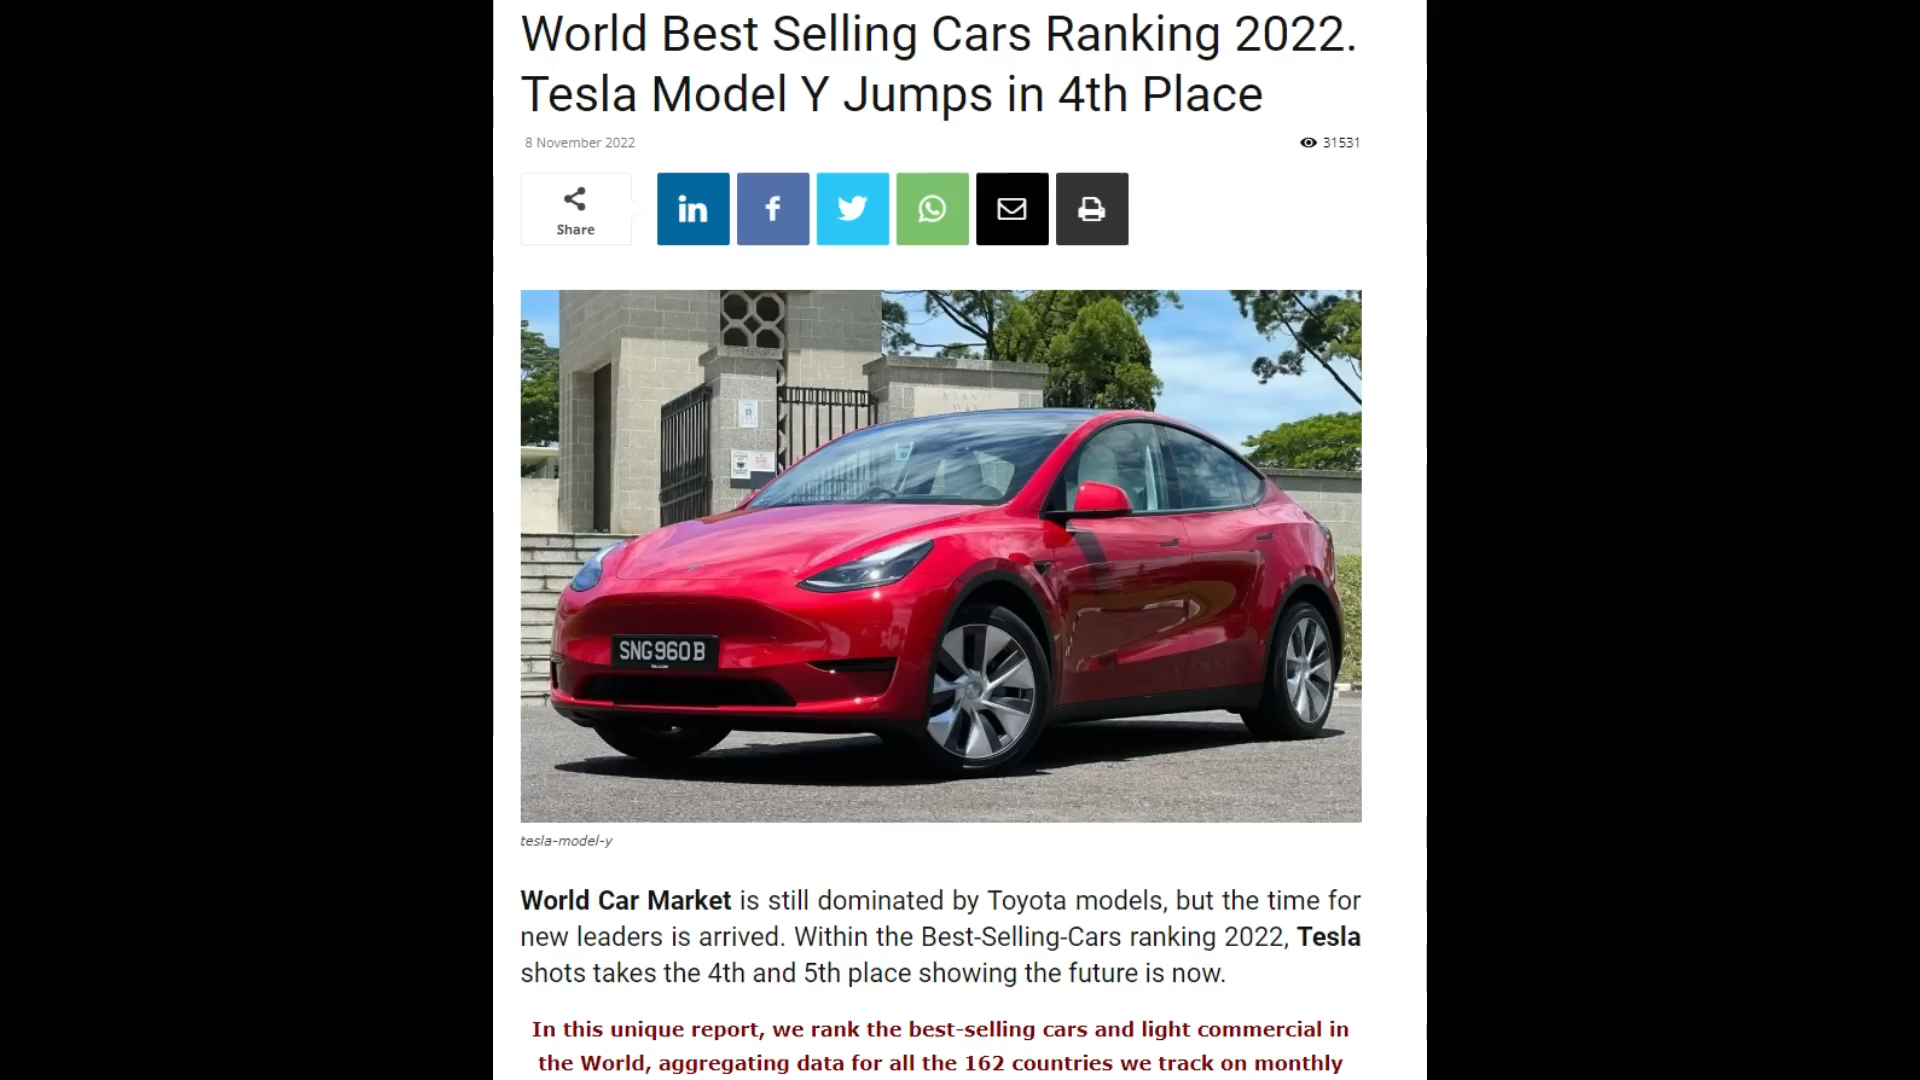 World Best Selling Cars Ranking 2022.
Tesla Model Y Jumps in 4th Place
8 November 2022
31531
Share
in
f
SNG960B
tesla-model-y
World Car Market is still dominated by Toyota models, but the time for
new leaders is arrived. Within the Best-Selling-Cars ranking 2022, Tesla
shots takes the 4th and 5th place showing the future is now.
In this unique report, we rank the best-selling cars and light commercial in
the World, aggregating data for all the 162 countries we track on monthly